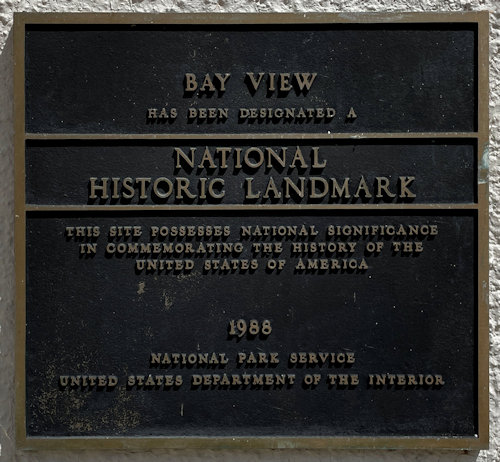 BAY VIEW
HAS BEEN DESIGNATED A
NATIONAL
HISTORIC LANDMARK
THIS SITE POSSESSES NATIONAL SIGNIFICANCE
IN COMMEMORATING THE HISTORY OF THE
UNITED STATES OF AMERICA
1988
NATIONAL PARK SERVICE
UNITED STATES DEPARTMENT OF THE INTERIOR